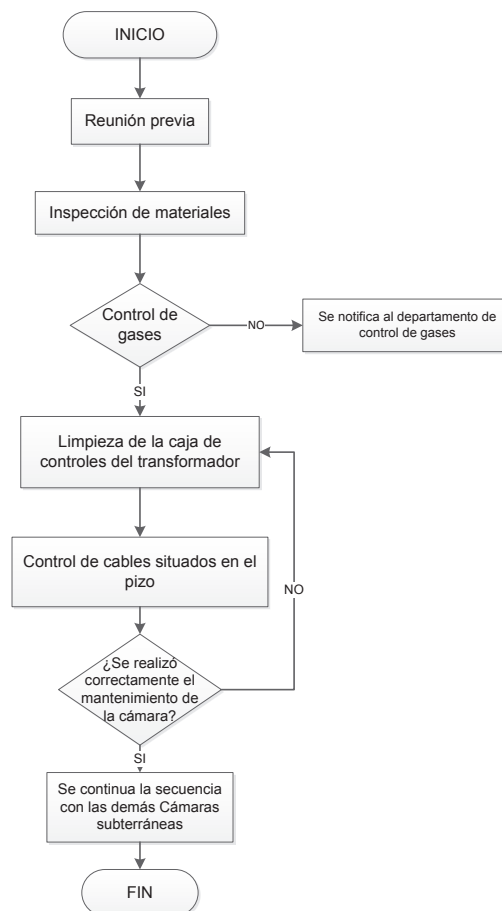 INICIO
Reunión previa
Inspección de materiales
Control de
gases
NO
Se notifica al departamento de
control de gases
SI
Limpieza de la caja de
controles del transformador
Control de cables situados en el
pizo
NO
¿Se realizó
correctamente el
mantenimiento de
la cámara?
SI
Se continua la secuencia
con las demás Cámaras
subterráneas
FIN